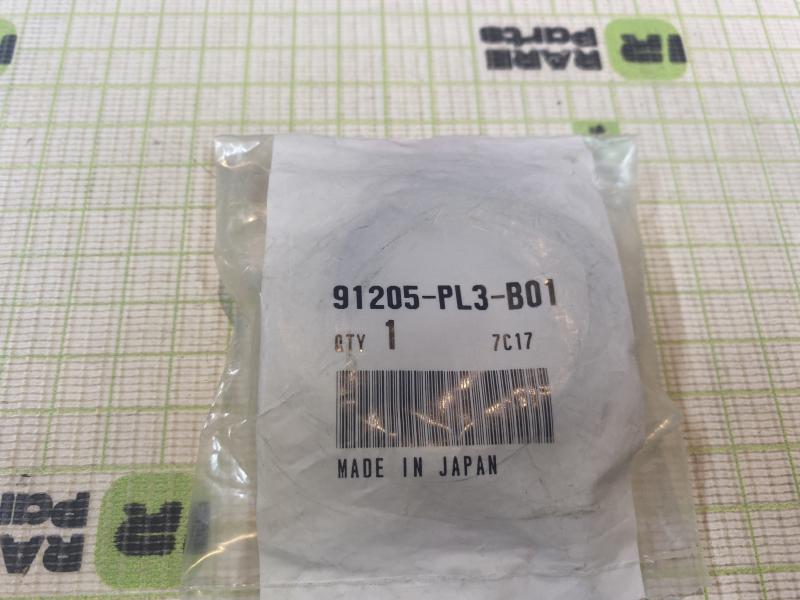 RARE
Parts
R
91205-PL3-B01
QTY 1 7C17
MADE IN JAPAN
RARE
Parts
R